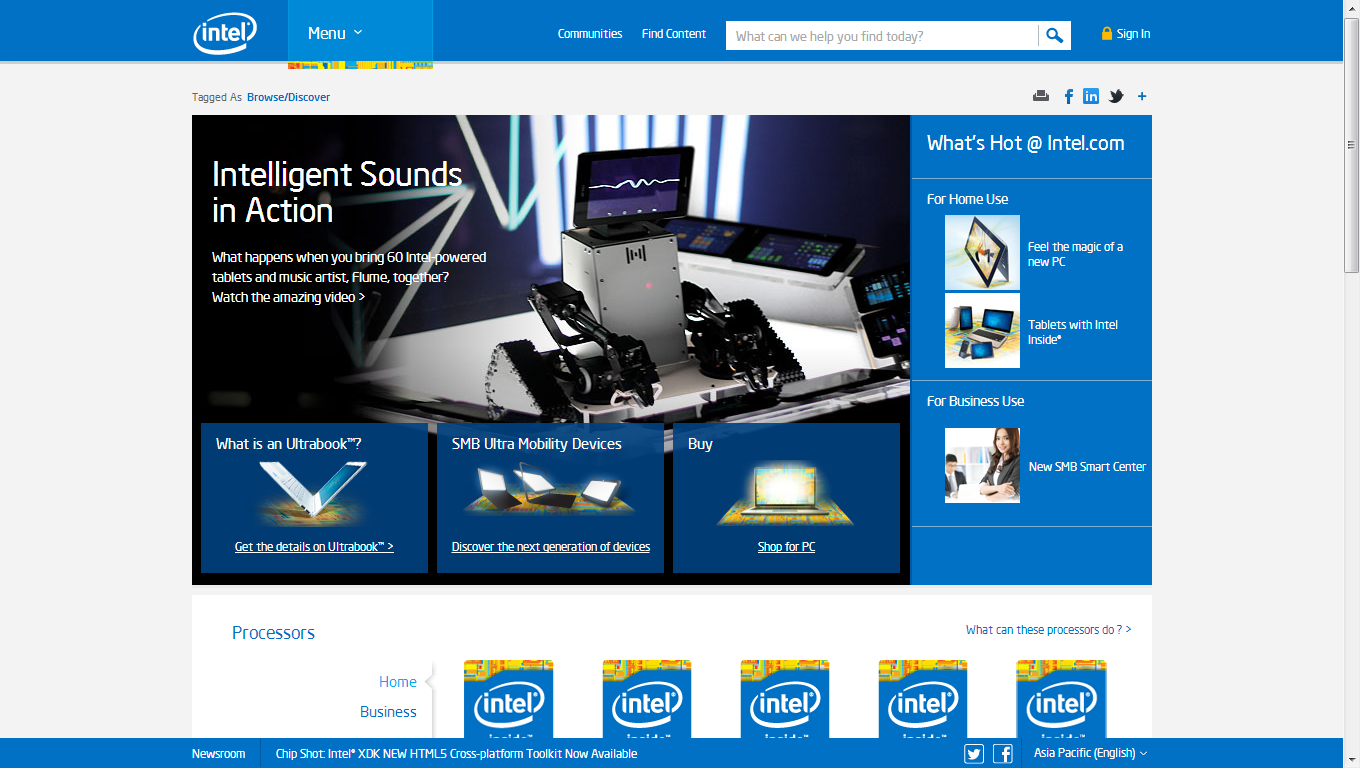 intel
Menu
Communities
Find Content
What can we help you find today?
Sign In
Tagged As Browse/Discover
Intelligent Sounds
in Action
What happens when you bring 60 Intel-powered
tablets and music artist, Flume, together?
Watch the amazing video >
What's Hot @ Intel.com
For Home Use
Feel the magic of a
new PC
Tablets with Intel
Inside®
For Business Use
New SMB Smart Center
What is an Ultrabook™?
Get the details on Ultrabook™ >
SMB Ultra Mobility Devices
Discover the next generation of devices
Buy
Shop for PC
Processors
What can these processors do ? >
Home
Business
intel inside™
intel inside™
intel inside™
intel inside™
intel inside™
Newsroom
Chip Shot: Intel® XDK NEW HTML5 Cross-platform Toolkit Now Available
Asia Pacific (English)